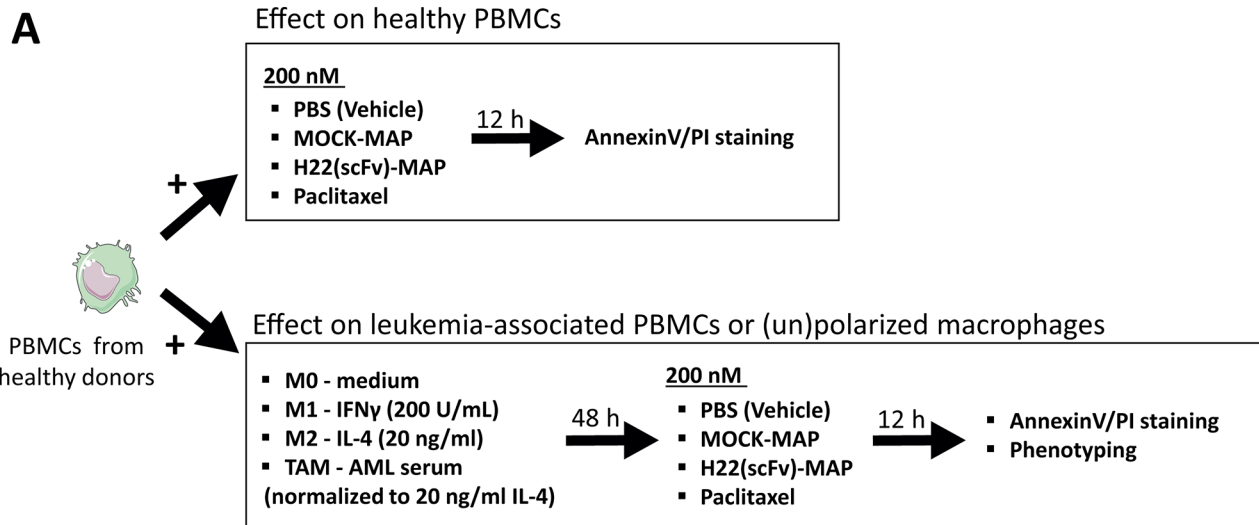 A
Effect on healthy PBMCs
200 nM
▪ PBS (Vehicle)
▪ MOCK-MAP
▪ H22(scFv)-MAP
▪ Paclitaxel
12 h
AnnexinV/PI staining
+
PBMCs from
healthy donors
+
Effect on leukemia-associated PBMCs or (un)polarized macrophages
▪ M0 - medium
▪ M1 - IFNγ (200 U/mL)
▪ M2 - IL-4 (20 ng/ml)
▪ TAM - AML serum
(normalized to 20 ng/ml IL-4)
48 h
200 nM
▪ PBS (Vehicle)
▪ MOCK-MAP
▪ H22(scFv)-MAP
▪ Paclitaxel
12 h
▪ AnnexinV/PI staining
▪ Phenotyping